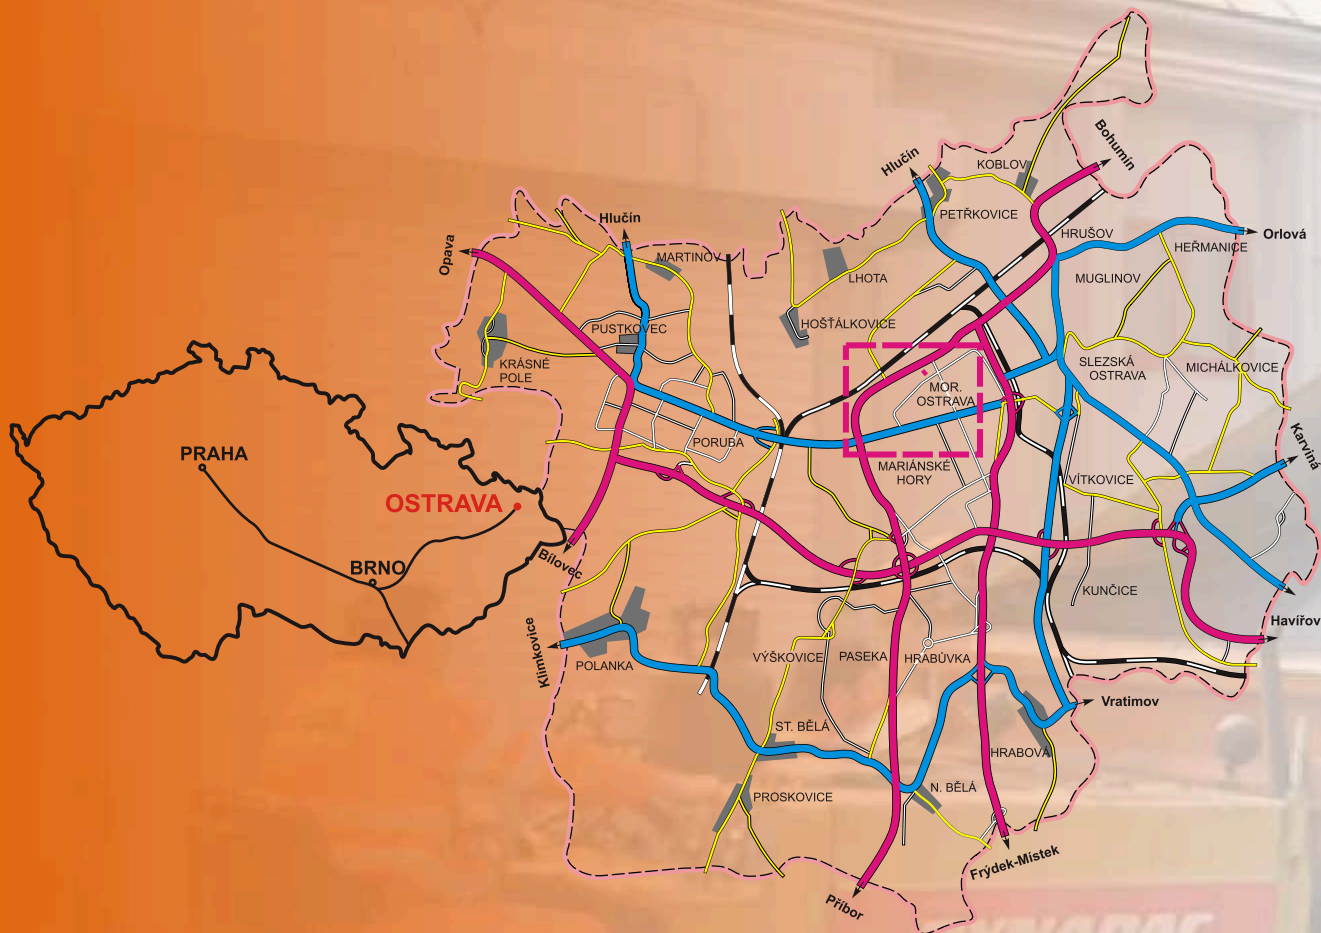 Bohumín
Hlučín
KOBLOV
PETŘKOVICE
Hlučín
HRUŠOV
Orlová
HEŘMANICE
Opava
MARTINOV
LHOTA
MUGLINOV
PUSTKOVEC
HOŠŤÁLKOVICE
KRÁSNÉ
POLE
SLEZSKÁ
OSTRAVA
MICHÁLKOVICE
MOR.
OSTRAVA
PORUBA
Karviná
MARIÁNSKÉ
HORY
VÍTKOVICE
PRAHA
OSTRAVA
BRNO
Bílovec
KUNČICE
Havířov
Klimkovice
POLANKA
VÝŠKOVICE
PASEKA
HRABŮVKA
Vratimov
ST. BĚLÁ
HRABOVÁ
N. BĚLÁ
PROSKOVICE
Frýdek-Místek
Příbor